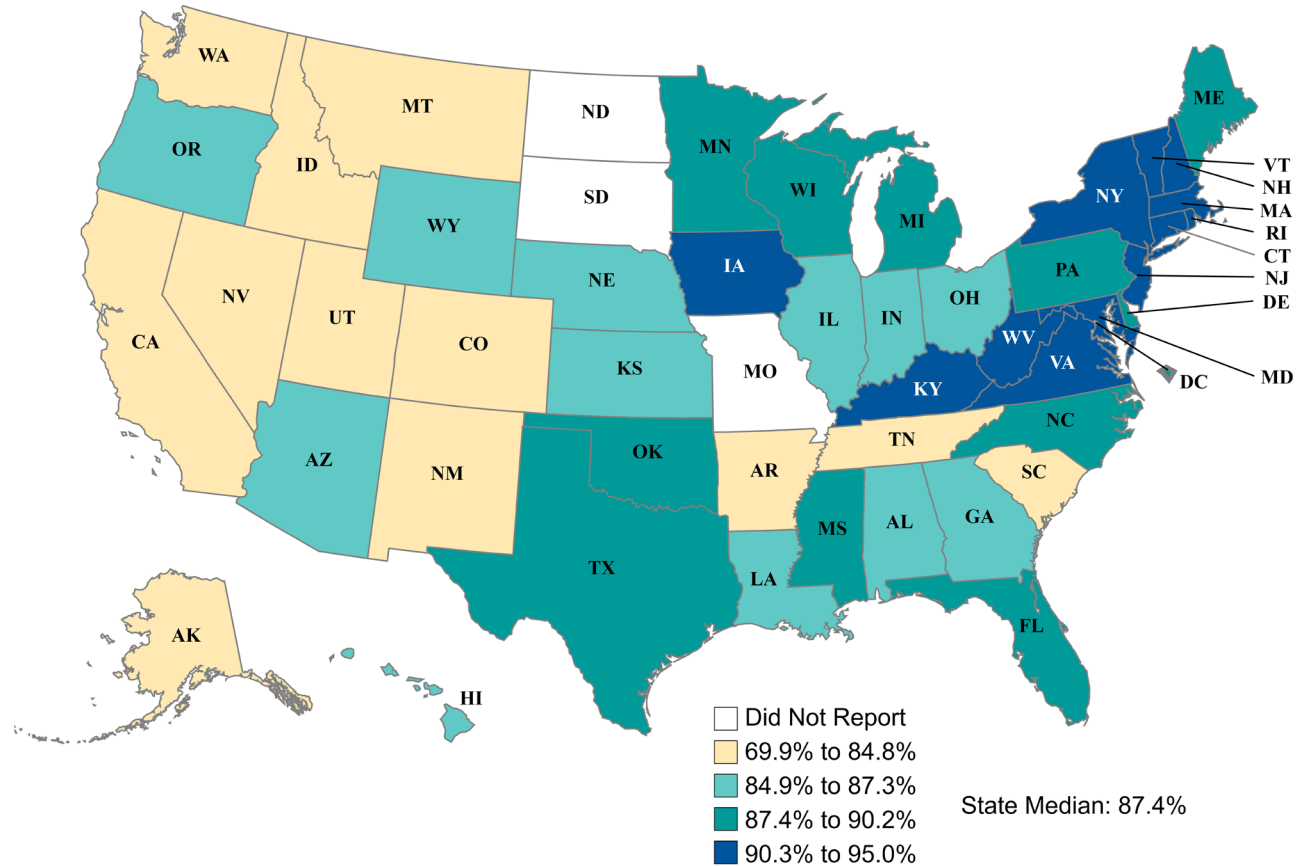 WA
MT
ND
MN
ME
OR
ID
SD
WI
VT
NH
NY
MA
MI
RI
WY
CT
IA
PA
NJ
NE
DE
NV
UT
OH
IL
IN
CA
CO
WV
MO
VA
KS
MD
DC
KY
NC
TN
OK
AZ
NM
AR
SC
GA
AL
MS
TX
LA
FL
AK
HI
Did Not Report
69.9% to 84.8%
84.9% to 87.3%
State Median: 87.4%
87.4% to 90.2%
90.3% to 95.0%